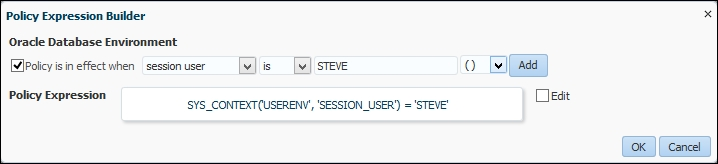 Policy Expression Builder
Oracle Database Environment
Policy is in effect when session user is STEVE ( ) Add
Policy Expression SYS_CONTEXT('USERENV', 'SESSION_USER') = 'STEVE' Edit
OK Cancel